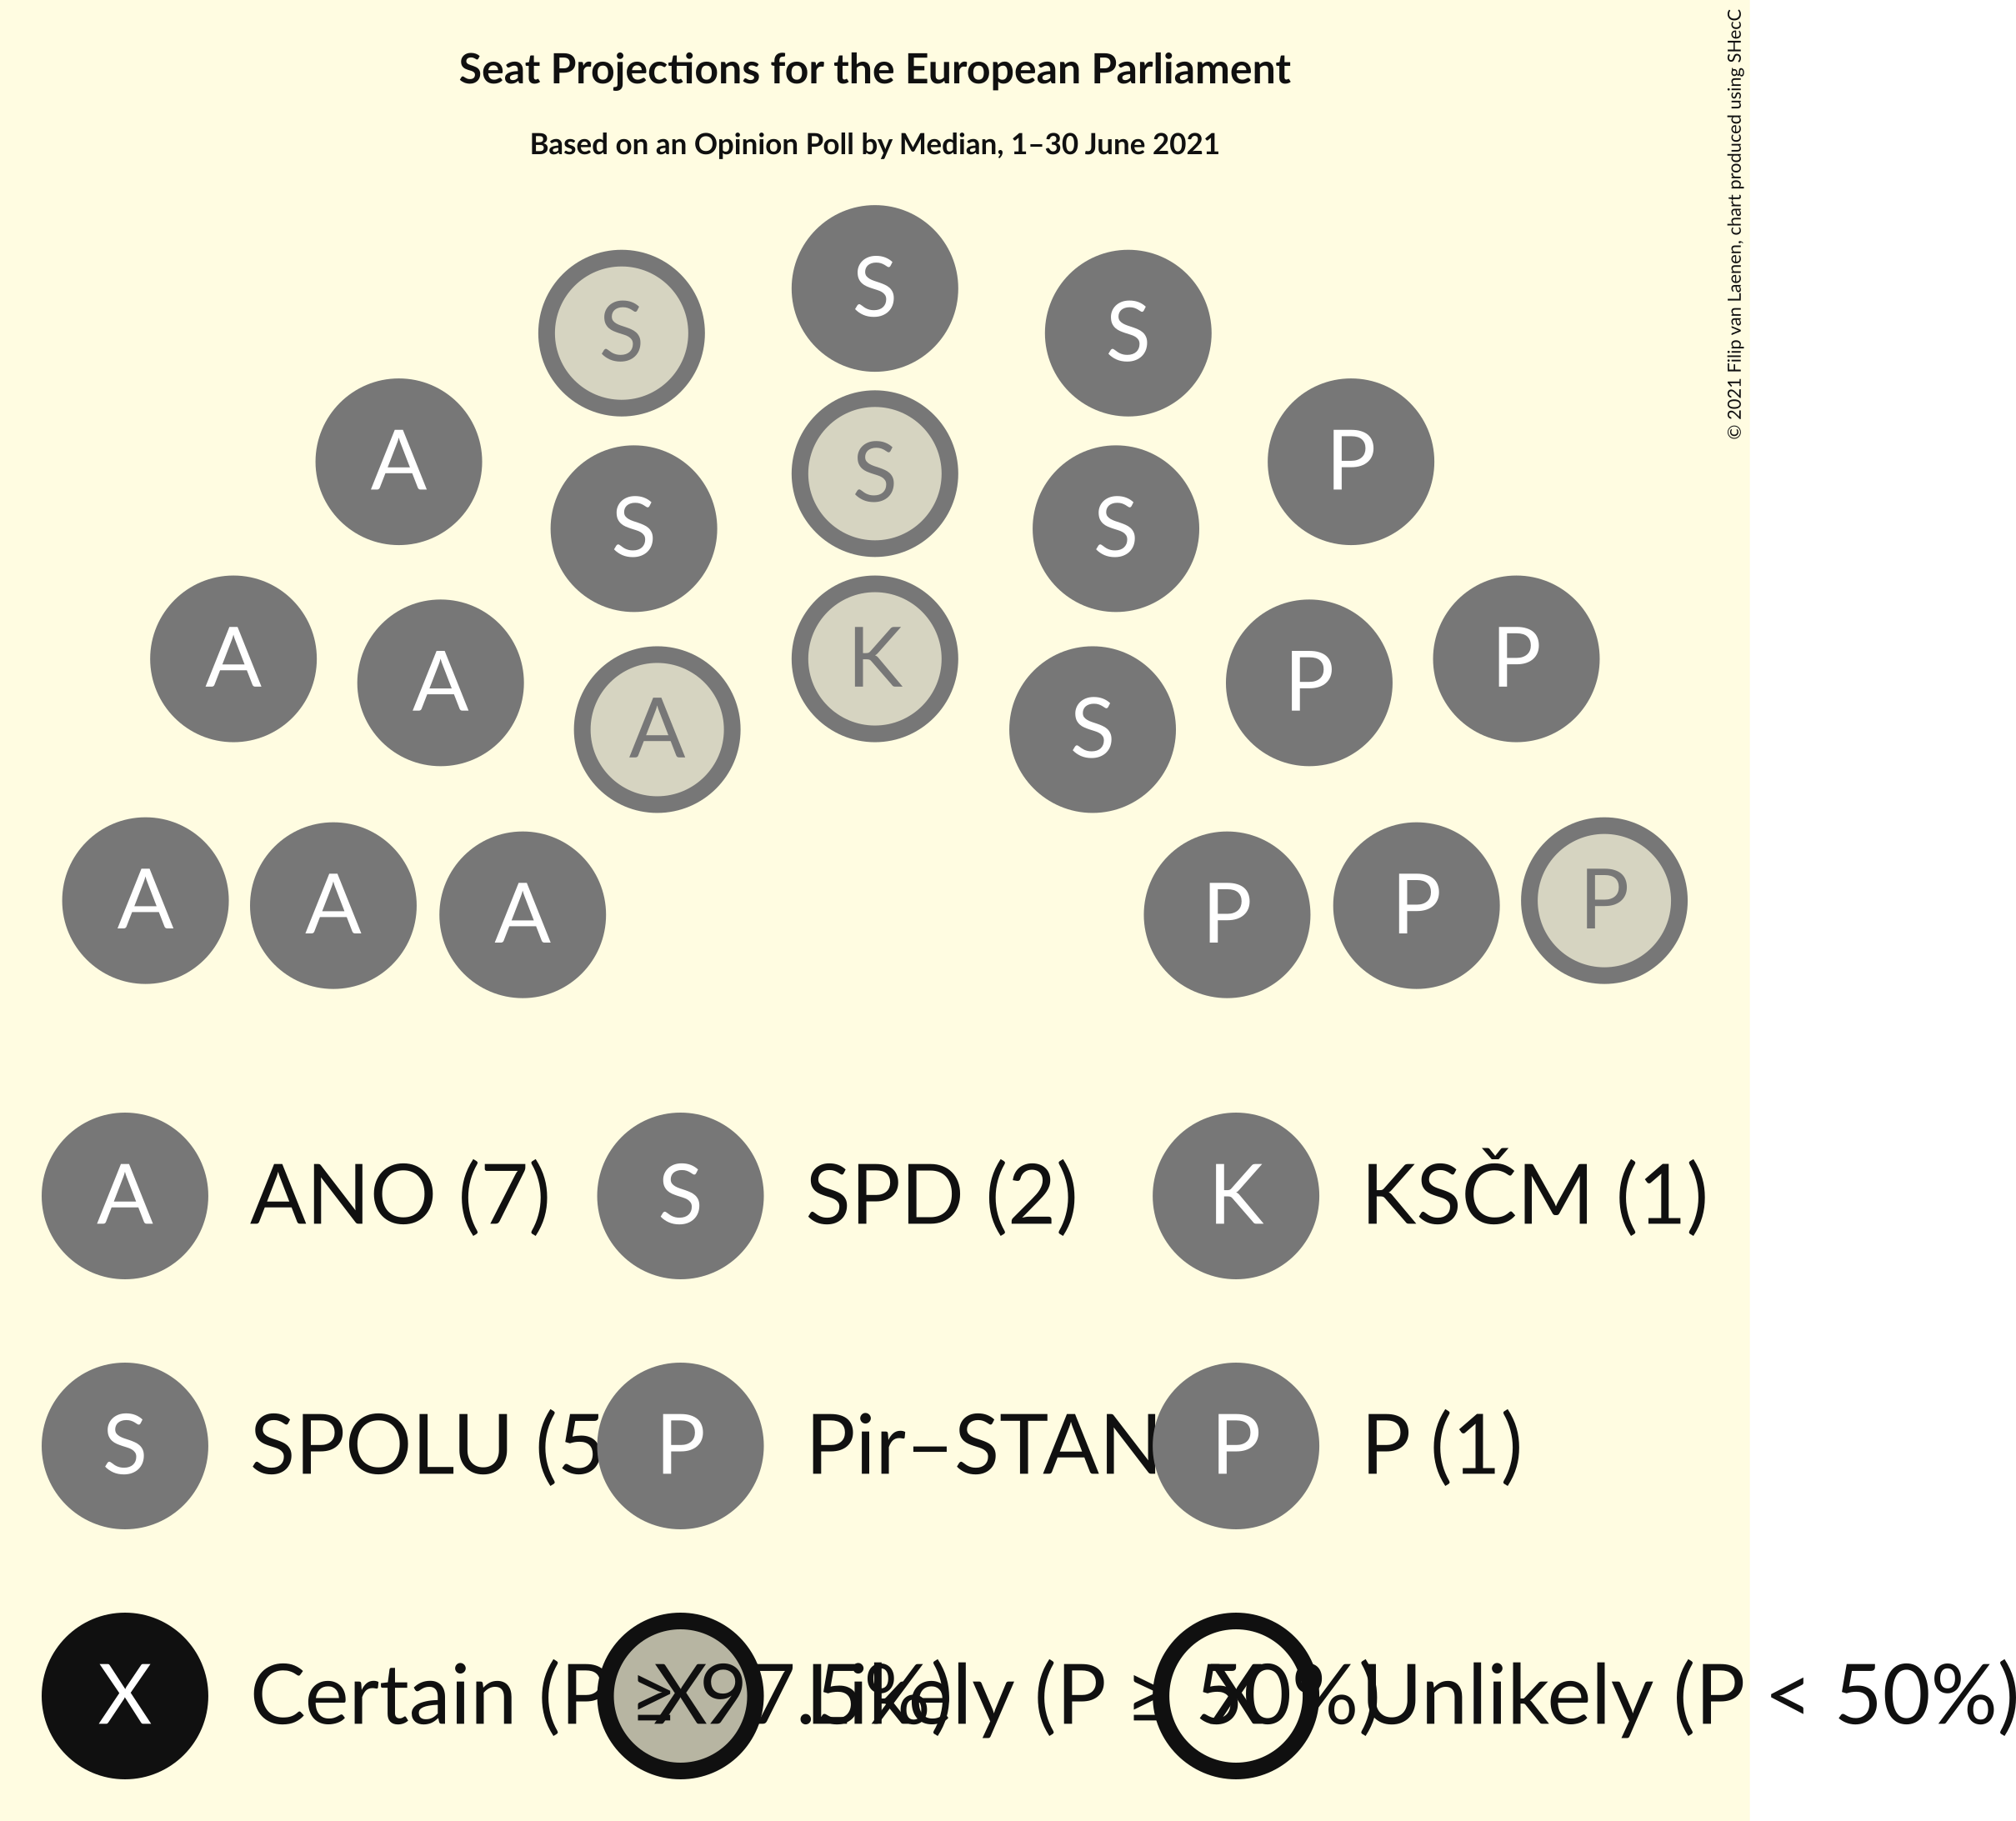 Seat Projections for the European Parliament
Based on an Opinion Poll by Median, 1–30 June 2021
© 2021 Filip van Laenen, chart produced using SHecC
S
S S
A S P
S S
A K P
A A P
A S
A A A P P P
A ANO (7) S SPD (2) K KSČM (1)
S SPOLU (5 P Pir–STAN P P (1)
X Certain (P ≥ X 97.5%) Likely (P ≥ 50%) X Unlikely (P < 50%)